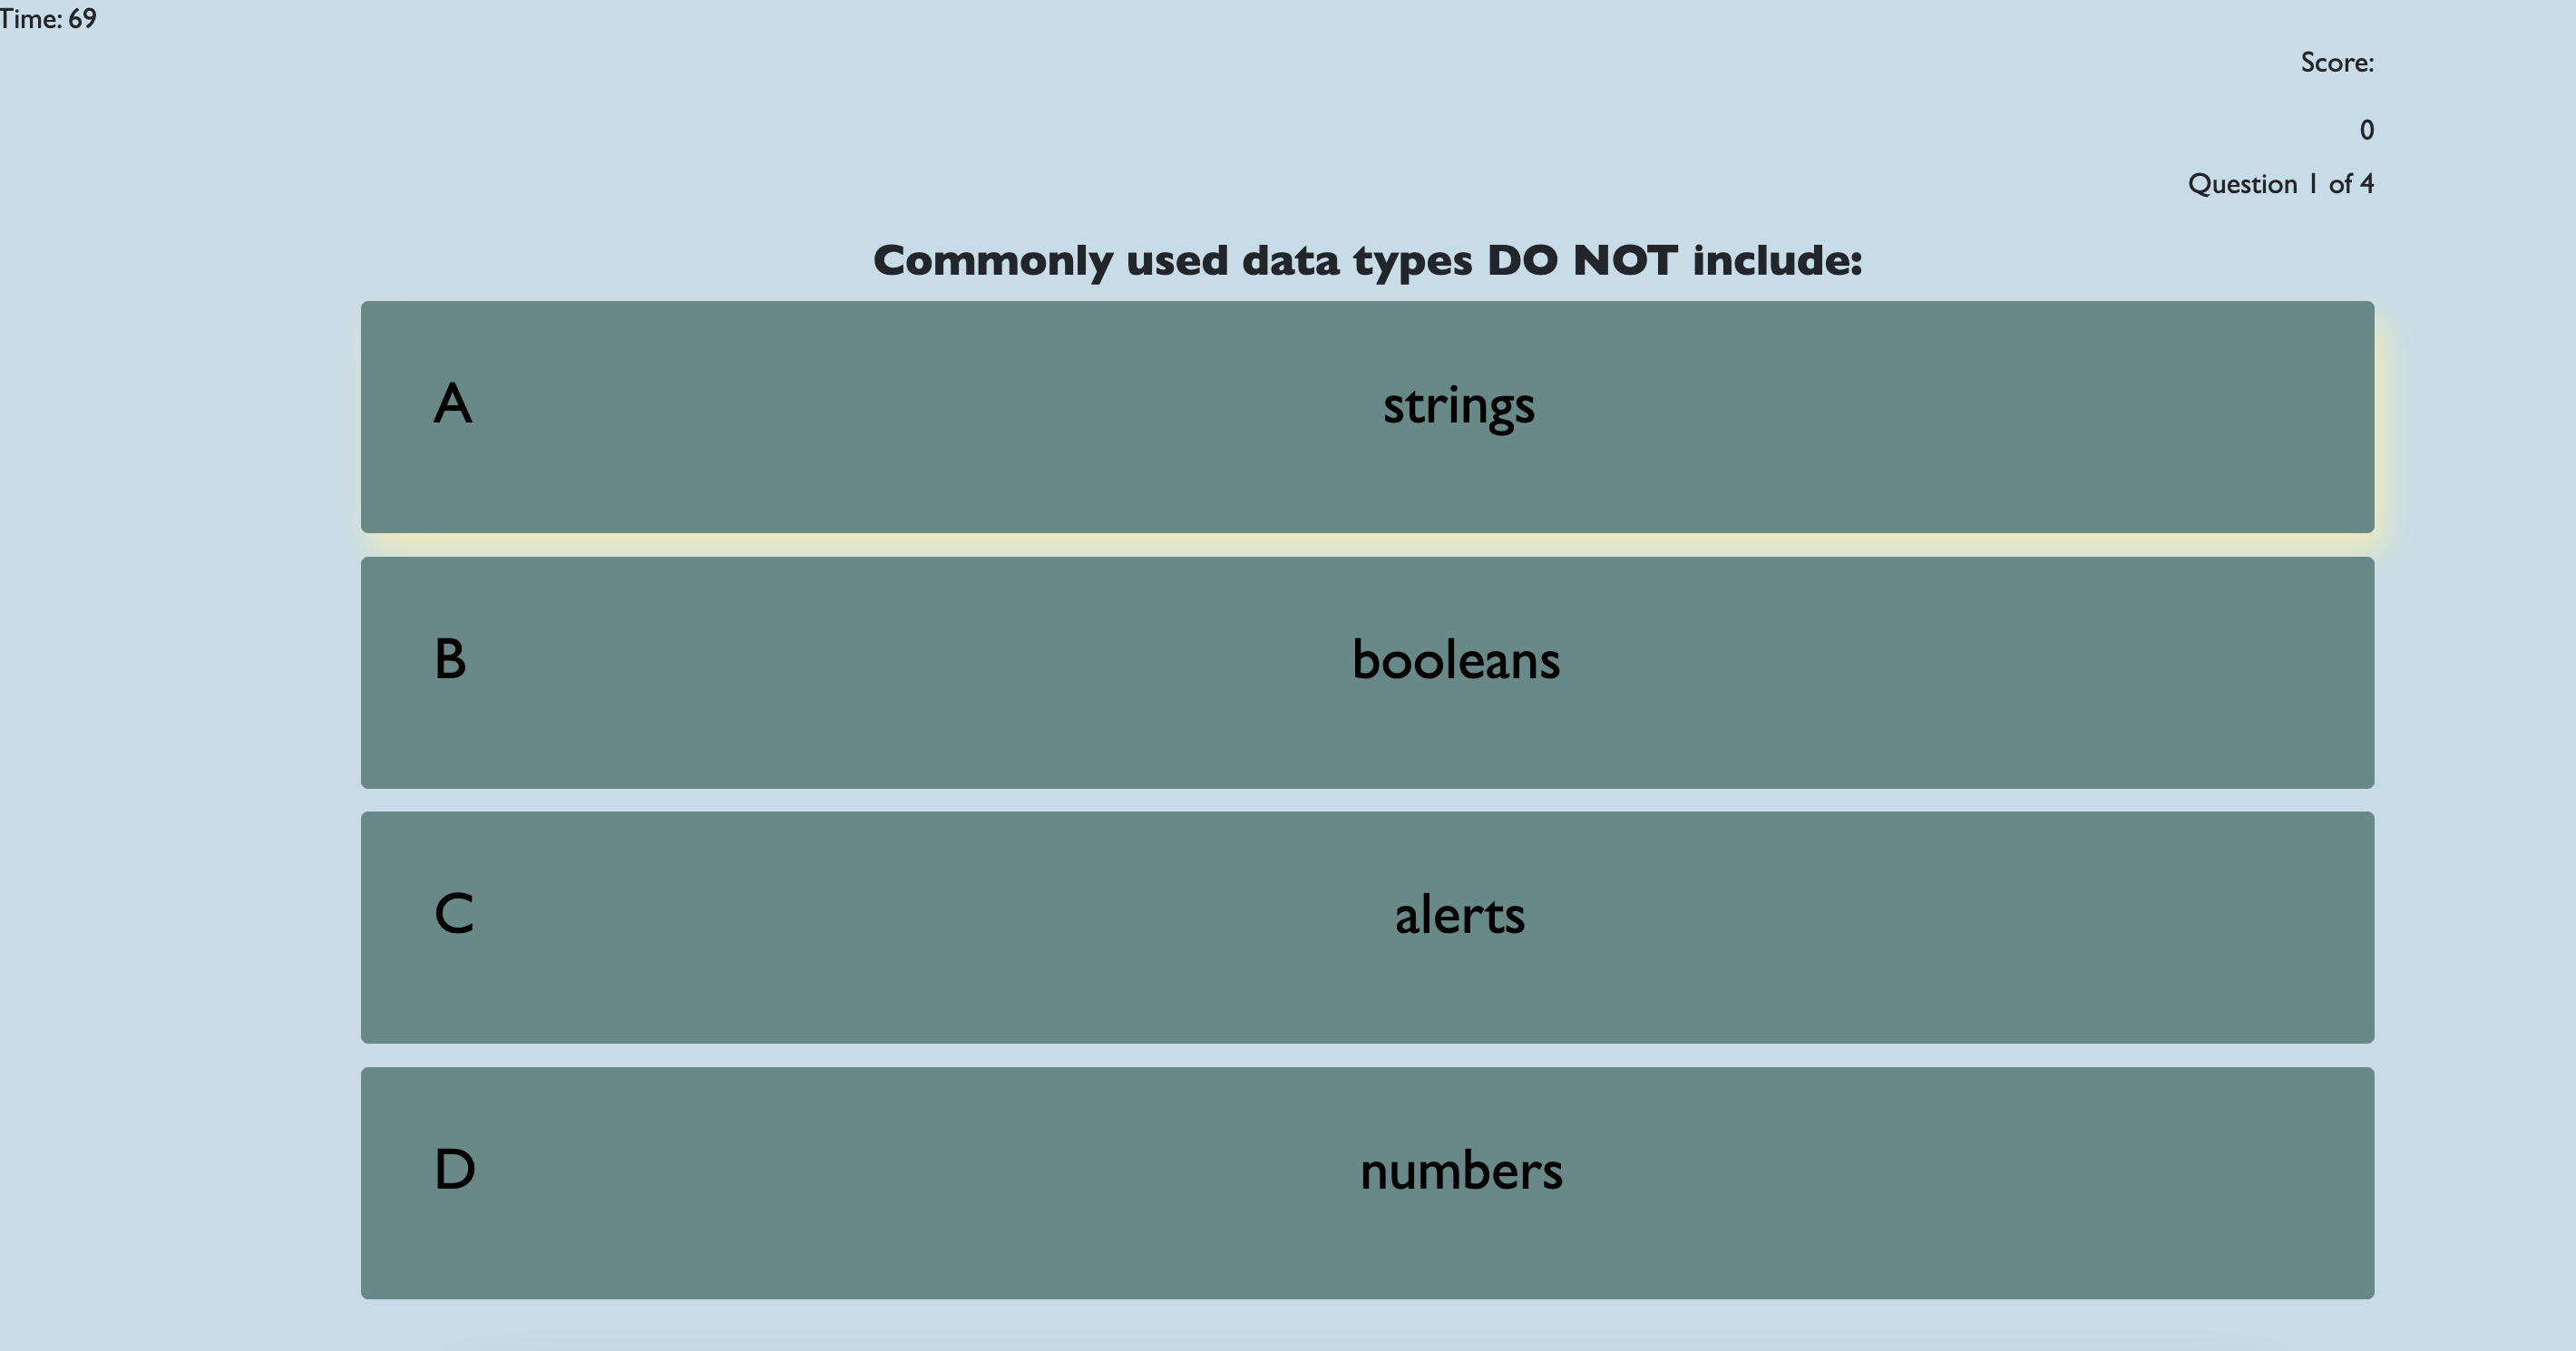 Time: 69
Score:
0
Question 1 of 4
Commonly used data types DO NOT include:
A strings
B booleans
C alerts
D numbers